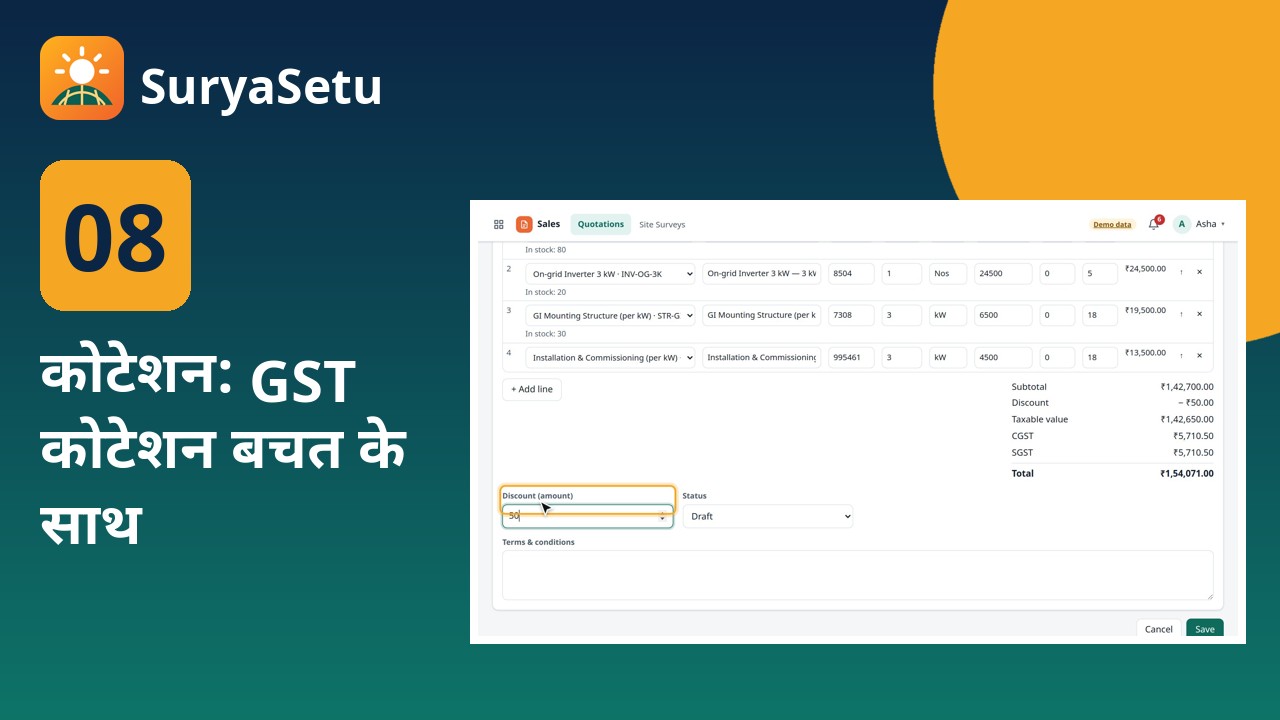 SuryaSetu
08
कोटेशन: GST
कोटेशन बचत के
साथ
Sales Quotations Site Surveys Demo data 6 A Asha
In stock: 80
2 On-grid Inverter 3 kW · INV-OG-3K On-grid Inverter 3 kW — 3 kW 8504 1 Nos 24500 0 5 ₹24,500.00 ↑ ×
In stock: 20
3 GI Mounting Structure (per kW) · STR-G GI Mounting Structure (per k 7308 3 kW 6500 0 18 ₹19,500.00 ↑ ×
In stock: 30
4 Installation & Commissioning (per kW) Installation & Commissioning 995461 3 kW 4500 0 18 ₹13,500.00 ↑ ×
+ Add line
Subtotal ₹1,42,700.00
Discount – ₹50.00
Taxable value ₹1,42,650.00
CGST ₹5,710.50
SGST ₹5,710.50
Total ₹1,54,071.00
Discount (amount) Status
50 Draft
Terms & conditions
Cancel Save